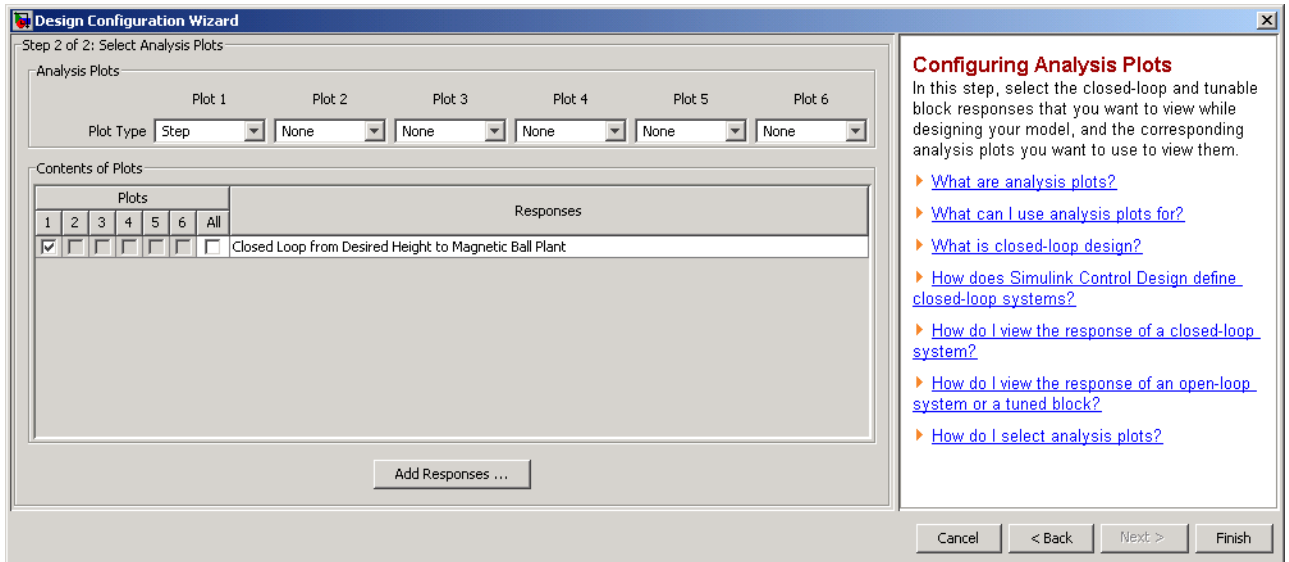 Design Configuration Wizard
Step 2 of 2: Select Analysis Plots
Analysis Plots
Plot 1 Plot 2 Plot 3 Plot 4 Plot 5 Plot 6
Plot Type Step None None None None None
Contents of Plots
Plots
Responses
1 2 3 4 5 6 All
Closed Loop from Desired Height to Magnetic Ball Plant
Add Responses ...
Configuring Analysis Plots
In this step, select the closed-loop and tunable
block responses that you want to view while
designing your model, and the corresponding
analysis plots you want to use to view them.
What are analysis plots?
What can I use analysis plots for?
What is closed-loop design?
How does Simulink Control Design define
closed-loop systems?
How do I view the response of a closed-loop
system?
How do I view the response of an open-loop
system or a tuned block?
How do I select analysis plots?
Cancel < Back Next > Finish